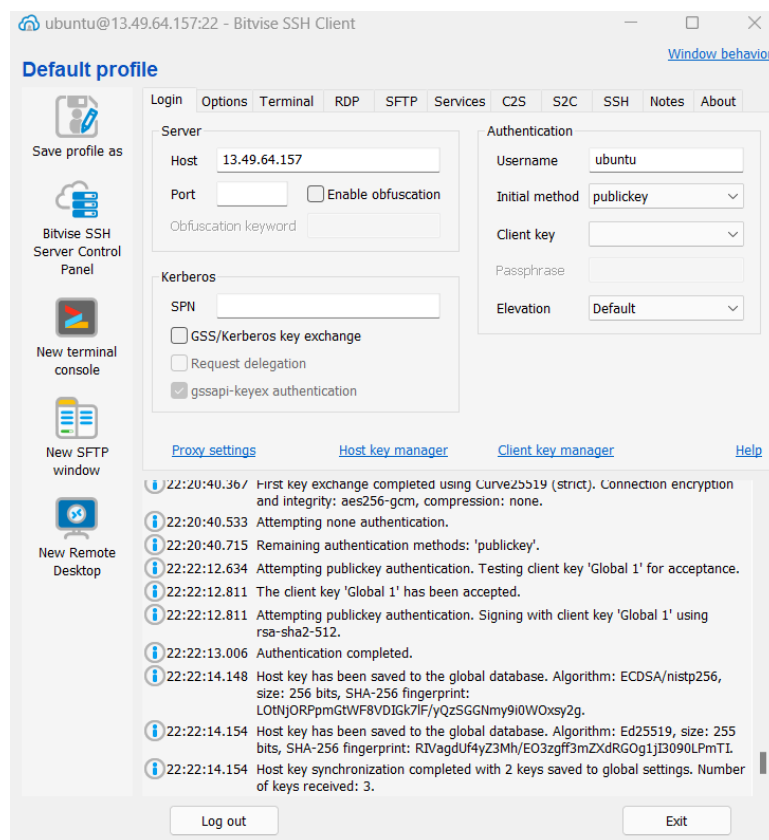 ubuntu@13.49.64.157:22 - Bitvise SSH Client
Window behavior
Default profile
Save profile as
Bitvise SSH
Server Control
Panel
New terminal
console
New SFTP
window
New Remote
Desktop
Login Options Terminal RDP SFTP Services C2S S2C SSH Notes About
Server
Host 13.49.64.157
Port Enable obfuscation
Obfuscation keyword
Kerberos
SPN
GSS/Kerberos key exchange
Request delegation
gssapi-keyex authentication
Authentication
Username ubuntu
Initial method publickey
Client key
Passphrase
Elevation Default
Proxy settings Host key manager Client key manager Help
22:20:40.367 First key exchange completed using Curve25519 (strict). Connection encryption
and integrity: aes256-gcm, compression: none.
22:20:40.533 Attempting none authentication.
22:20:40.715 Remaining authentication methods: 'publickey'.
22:22:12.634 Attempting publickey authentication. Testing client key 'Global 1' for acceptance.
22:22:12.811 The client key 'Global 1' has been accepted.
22:22:12.811 Attempting publickey authentication. Signing with client key 'Global 1' using
rsa-sha2-512.
22:22:13.006 Authentication completed.
22:22:14.148 Host key has been saved to the global database. Algorithm: ECDSA/nistp256,
size: 256 bits, SHA-256 fingerprint:
LOtNjORPpmGtWF8VDIGk7lF/yQzSGGNmy9i0WOxsy2g.
22:22:14.154 Host key has been saved to the global database. Algorithm: Ed25519, size: 255
bits, SHA-256 fingerprint: RIVagdUf4yZ3Mh/EO3zgff3mZXdRGOg1jI3090LPmTI.
22:22:14.154 Host key synchronization completed with 2 keys saved to global settings. Number
of keys received: 3.
Log out Exit